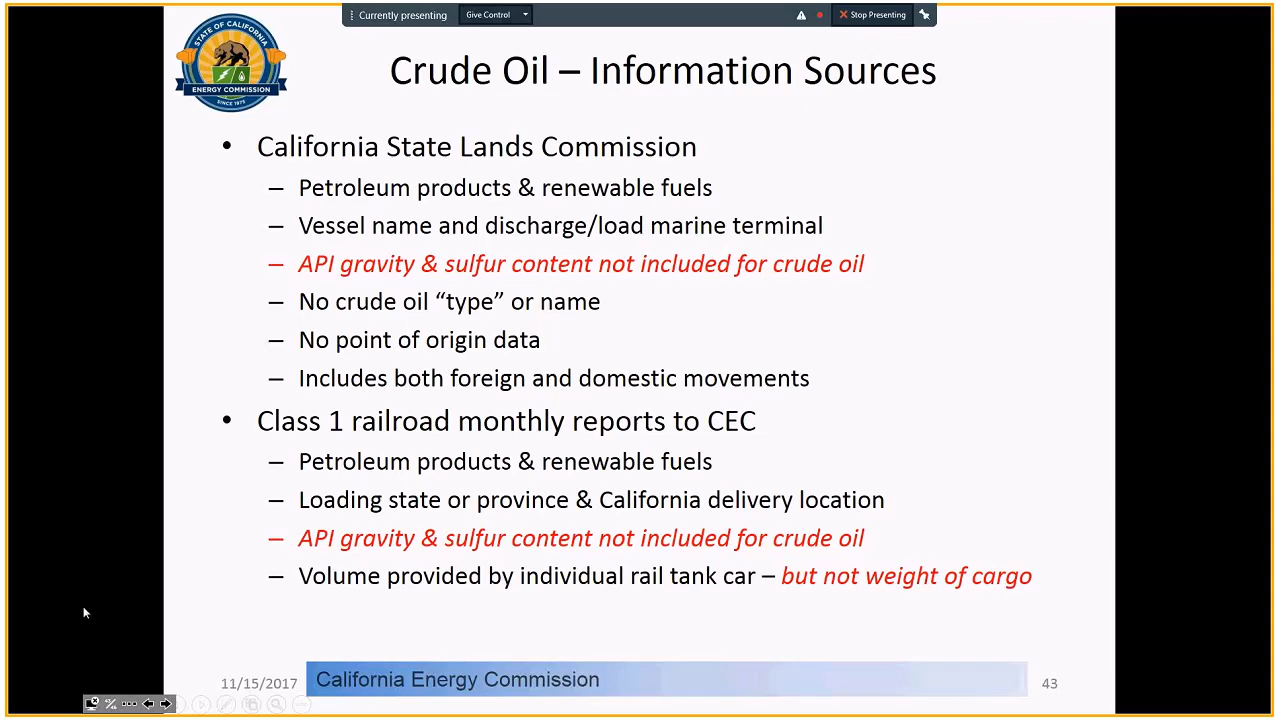 Currently presenting
Give Control
Stop Presenting
STATE OF CALIFORNIA
ENERGY COMMISSION
SINCE 1975
Crude Oil – Information Sources
• California State Lands Commission
– Petroleum products & renewable fuels
– Vessel name and discharge/load marine terminal
– API gravity & sulfur content not included for crude oil
– No crude oil “type” or name
– No point of origin data
– Includes both foreign and domestic movements
• Class 1 railroad monthly reports to CEC
– Petroleum products & renewable fuels
– Loading state or province & California delivery location
– API gravity & sulfur content not included for crude oil
– Volume provided by individual rail tank car – but not weight of cargo
11/15/2017
California Energy Commission
43